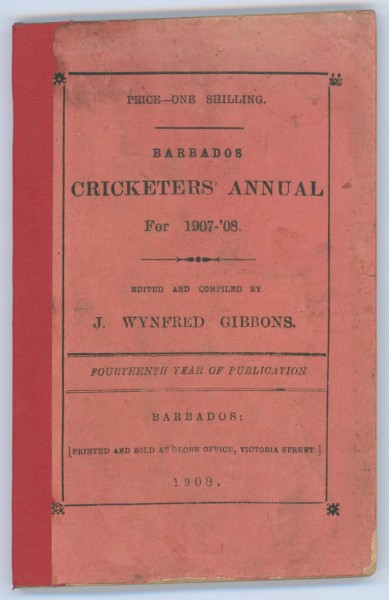 PRICE—ONE SHILLING.
BARBADOS
CRICKETERS' ANNUAL
For 1907-'08.
EDITED AND COMPILED BY
J. WYNFRED GIBBONS.
FOURTEENTH YEAR OF PUBLICATION
BARBADOS:
[PRINTED AND SOLD AT GLOBE OFFICE, VICTORIA STREET.]
1908.